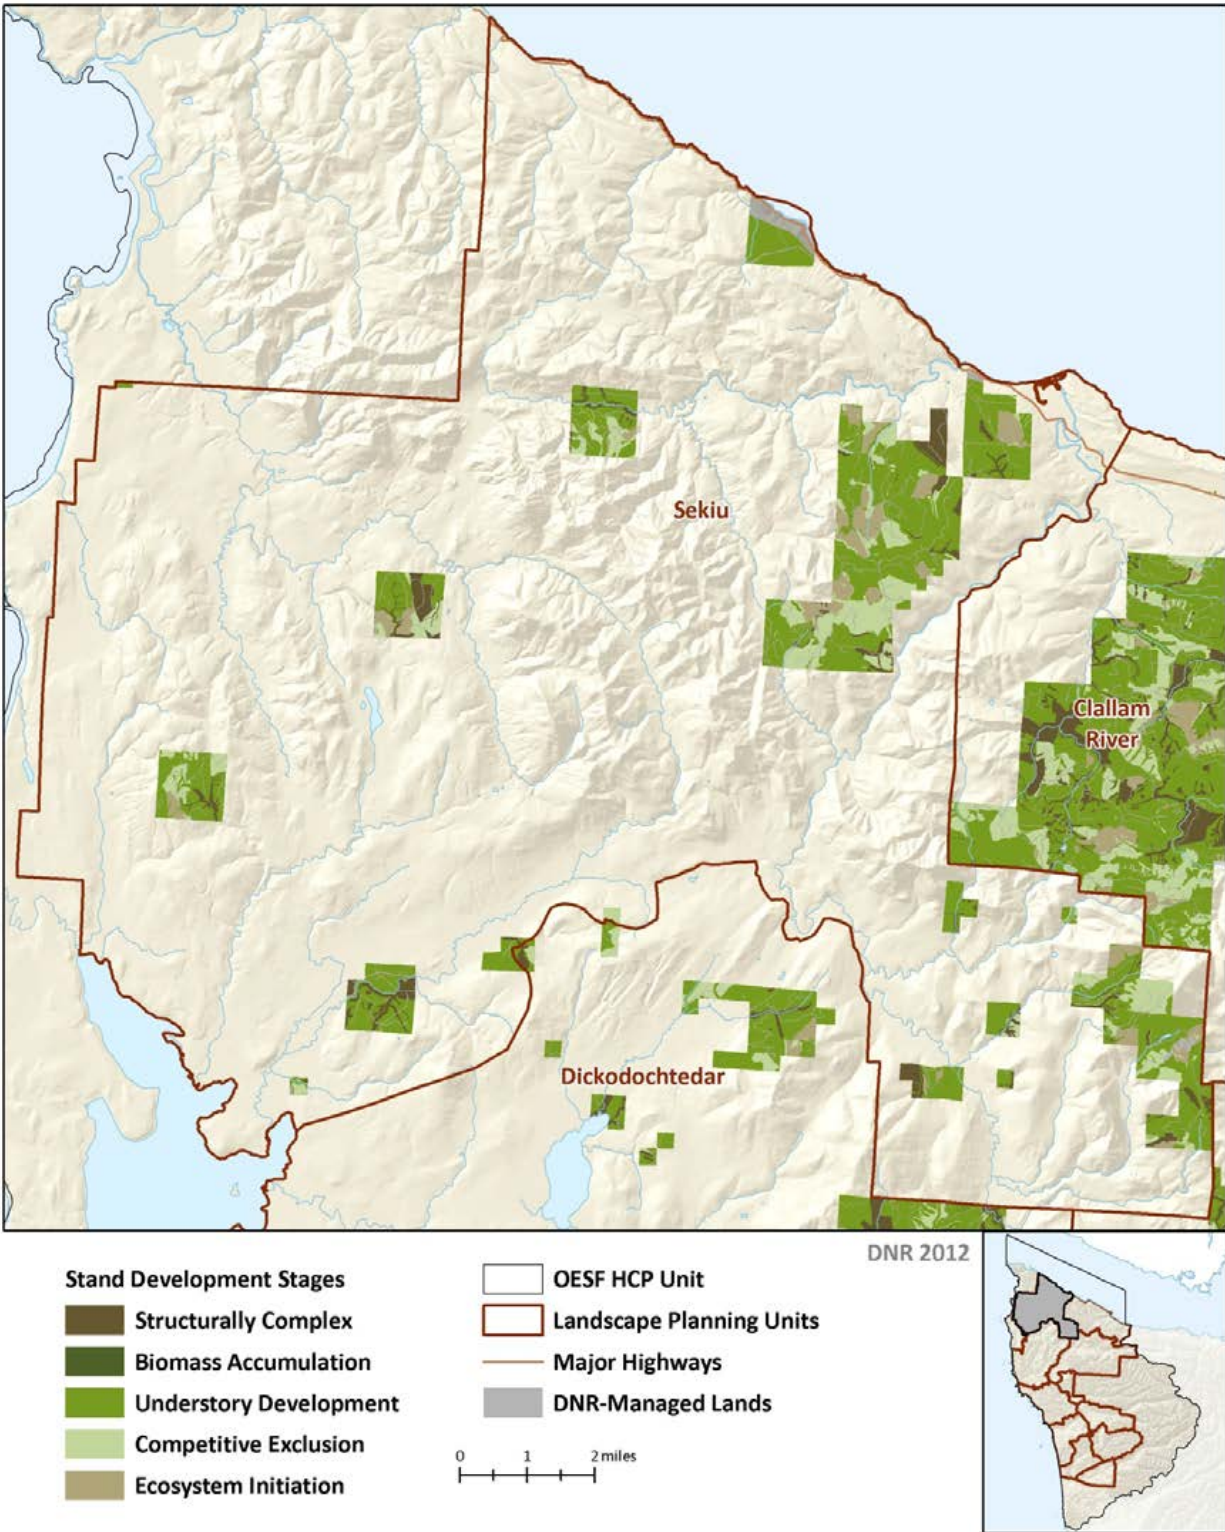 Sekiu
Clallam
River
Dickodochtedar
DNR 2012
Stand Development Stages
Structurally Complex
Biomass Accumulation
Understory Development
Competitive Exclusion
Ecosystem Initiation
OESF HCP Unit
Landscape Planning Units
Major Highways
DNR-Managed Lands
0 1 2 miles